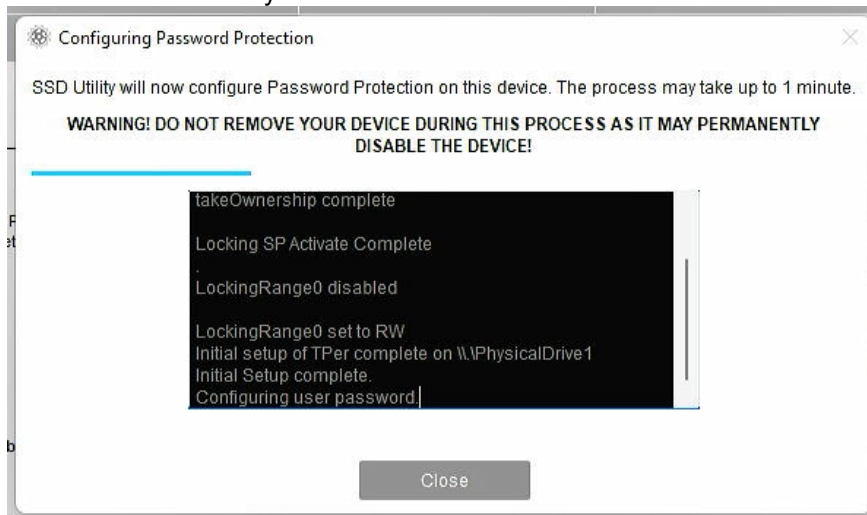 Configuring Password Protection
SSD Utility will now configure Password Protection on this device. The process may take up to 1 minute.
WARNING! DO NOT REMOVE YOUR DEVICE DURING THIS PROCESS AS IT MAY PERMANENTLY
DISABLE THE DEVICE!
takeOwnership complete
Locking SP Activate Complete
.
LockingRange0 disabled
LockingRange0 set to RW
Initial setup of TPer complete on \\.\PhysicalDrive1
Initial Setup complete.
Configuring user password.
Close